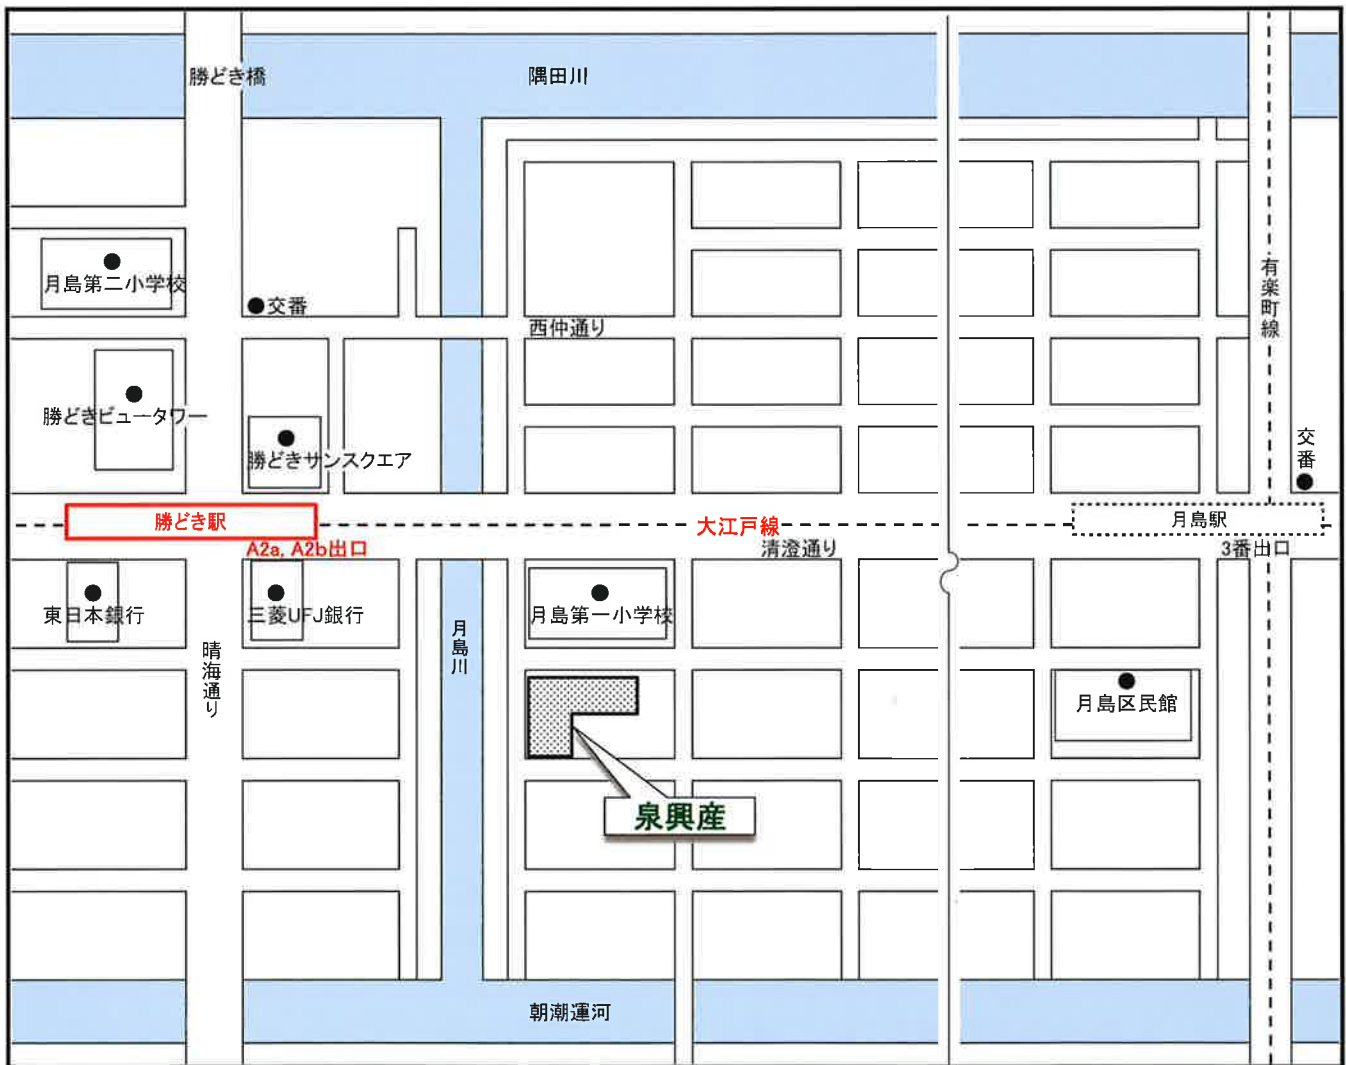 勝どき橋
隅田川
月島第二小学校
交番
西仲通り
有楽町線
勝どきビュータワー
勝どきサンスクエア
交番
勝どき駅
大江戸線
月島駅
A2a, A2b出口
清澄通り
3番出口
東日本銀行
三菱UFJ銀行
月島第一小学校
月島川
晴海通り
月島区民館
泉興産
朝潮運河